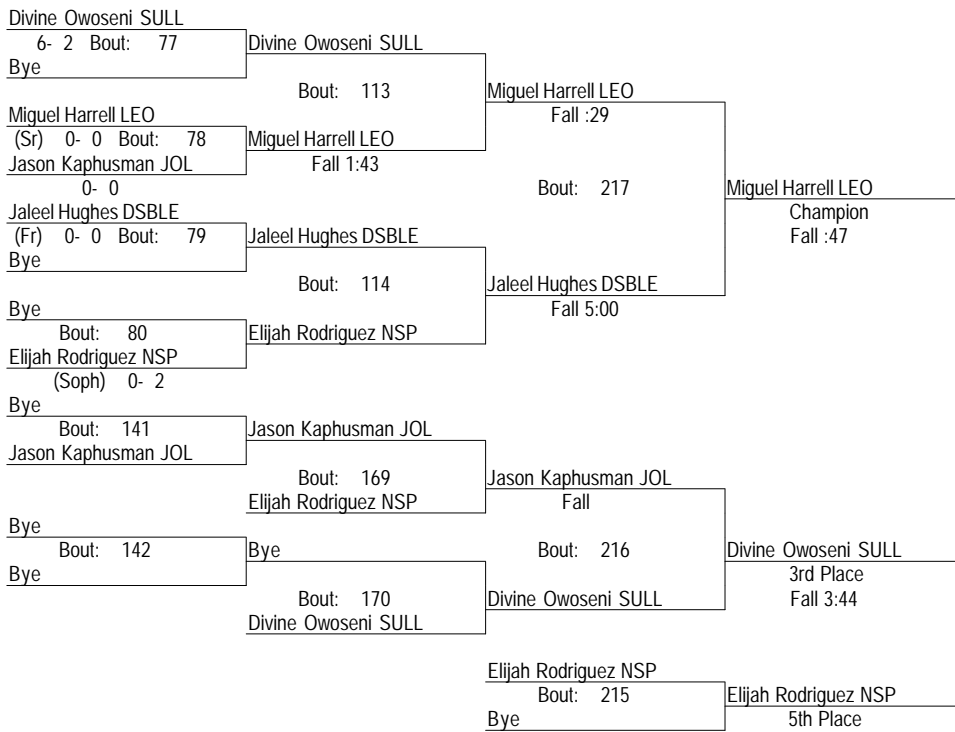 Divine Owoseni SULL
6- 2 Bout: 77
Bye
Divine Owoseni SULL
Bout: 113
Miguel Harrell LEO
(Sr) 0- 0 Bout: 78
Jason Kaphusman JOL
0- 0
Miguel Harrell LEO
Fall 1:43
Miguel Harrell LEO
Fall :29
Bout: 217
Jaleel Hughes DSBLE
(Fr) 0- 0 Bout: 79
Bye
Jaleel Hughes DSBLE
Bout: 114
Bye
Bout: 80
Elijah Rodriguez NSP
(Soph) 0- 2
Elijah Rodriguez NSP
Jaleel Hughes DSBLE
Fall 5:00
Miguel Harrell LEO
Champion
Fall :47
Bye
Bout: 141
Jason Kaphusman JOL
Jason Kaphusman JOL
Bout: 169
Elijah Rodriguez NSP
Jason Kaphusman JOL
Fall
Bout: 216
Bye
Bout: 142
Bye
Bye
Bout: 170
Divine Owoseni SULL
Divine Owoseni SULL
Divine Owoseni SULL
3rd Place
Fall 3:44
Elijah Rodriguez NSP
Bout: 215
Bye
Elijah Rodriguez NSP
5th Place